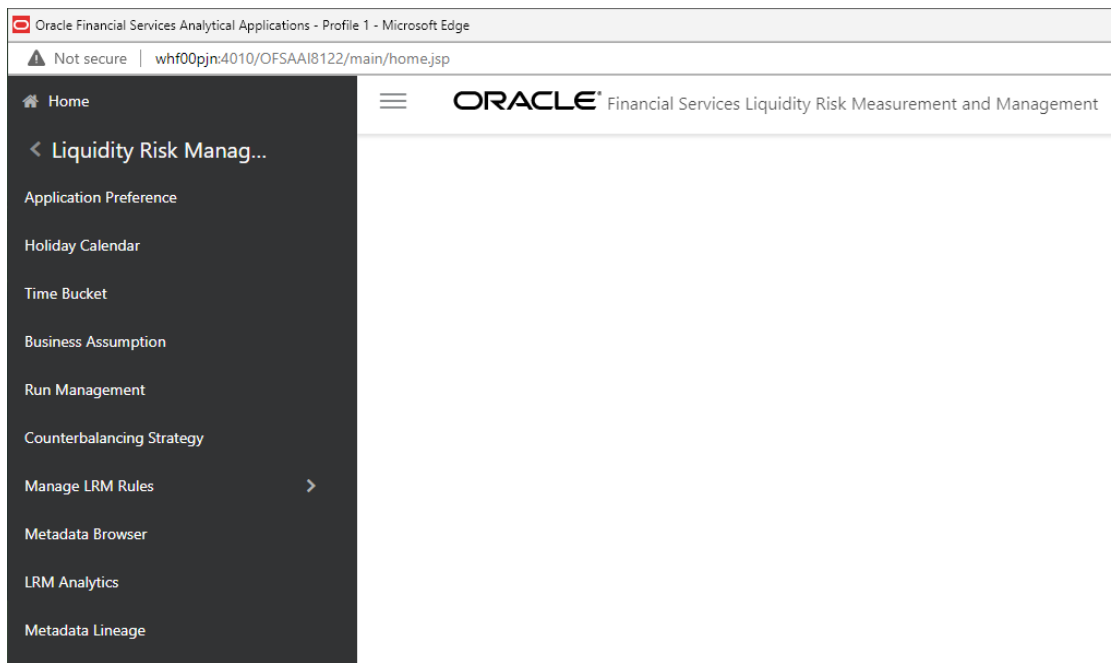 Oracle Financial Services Analytical Applications - Profile 1 - Microsoft Edge
Not secure | whf00pjn:4010/OFSAAI8122/main/home.jsp
Home
ORACLE® Financial Services Liquidity Risk Measurement and Management
Liquidity Risk Manag...
Application Preference
Holiday Calendar
Time Bucket
Business Assumption
Run Management
Counterbalancing Strategy
Manage LRM Rules
Metadata Browser
LRM Analytics
Metadata Lineage